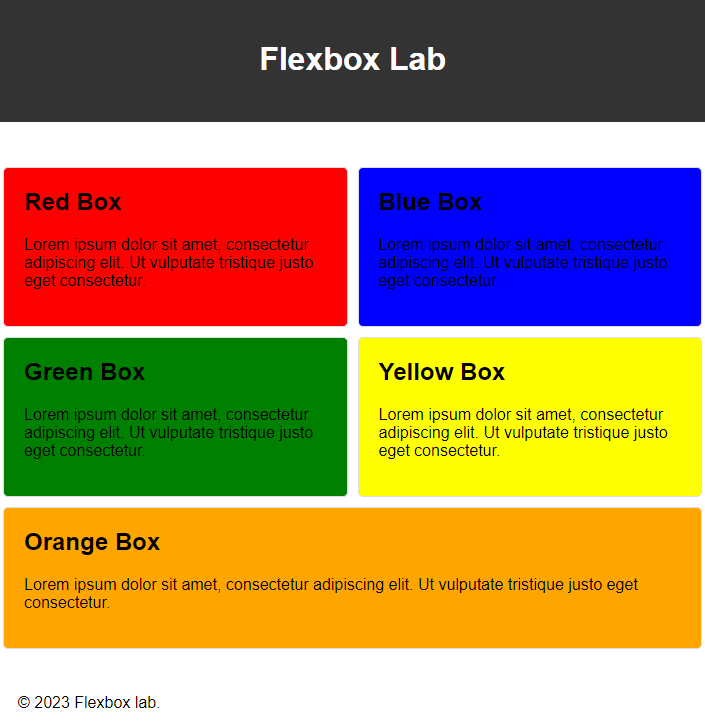 Flexbox Lab
Red Box
Lorem ipsum dolor sit amet, consectetur
adipiscing elit. Ut vulputate tristique justo
eget consectetur.
Blue Box
Lorem ipsum dolor sit amet, consectetur
adipiscing elit. Ut vulputate tristique justo
eget consectetur.
Green Box
Lorem ipsum dolor sit amet, consectetur
adipiscing elit. Ut vulputate tristique justo
eget consectetur.
Yellow Box
Lorem ipsum dolor sit amet, consectetur
adipiscing elit. Ut vulputate tristique justo
eget consectetur.
Orange Box
Lorem ipsum dolor sit amet, consectetur adipiscing elit. Ut vulputate tristique justo eget
consectetur.
© 2023 Flexbox lab.